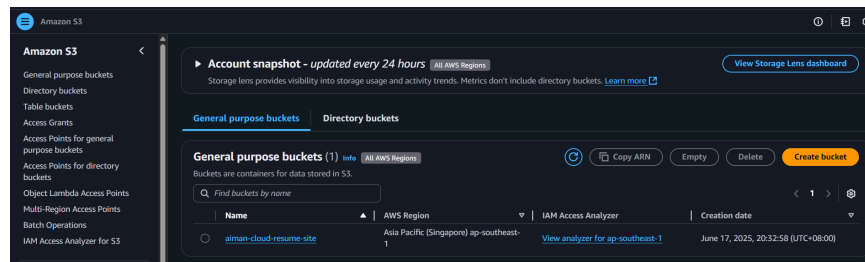 Amazon S3
Amazon S3
General purpose buckets
Directory buckets
Table buckets
Access Grants
Access Points for general
purpose buckets
Access Points for directory
buckets
Object Lambda Access Points
Multi-Region Access Points
Batch Operations
IAM Access Analyzer for S3
Account snapshot - updated every 24 hours All AWS Regions
View Storage Lens dashboard
Storage lens provides visibility into storage usage and activity trends. Metrics don't include directory buckets. Learn more
General purpose buckets Directory buckets
General purpose buckets (1) Info All AWS Regions
Copy ARN Empty Delete Create bucket
Buckets are containers for data stored in S3.
Find buckets by name
1
Name AWS Region IAM Access Analyzer Creation date
aiman-cloud-resume-site Asia Pacific (Singapore) ap-southeast-
1 View analyzer for ap-southeast-1 June 17, 2025, 20:32:58 (UTC+08:00)